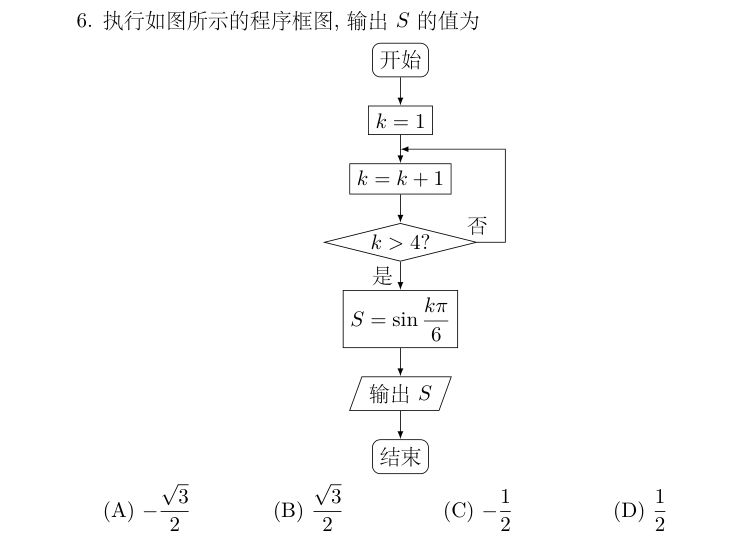 6. 执行如图所示的程序框图, 输出 S 的值为
开始
k = 1
k = k + 1
k > 4?
否
是
S = sin kπ/6
输出 S
结束
(A) −√3/2 (B) √3/2 (C) −1/2 (D) 1/2